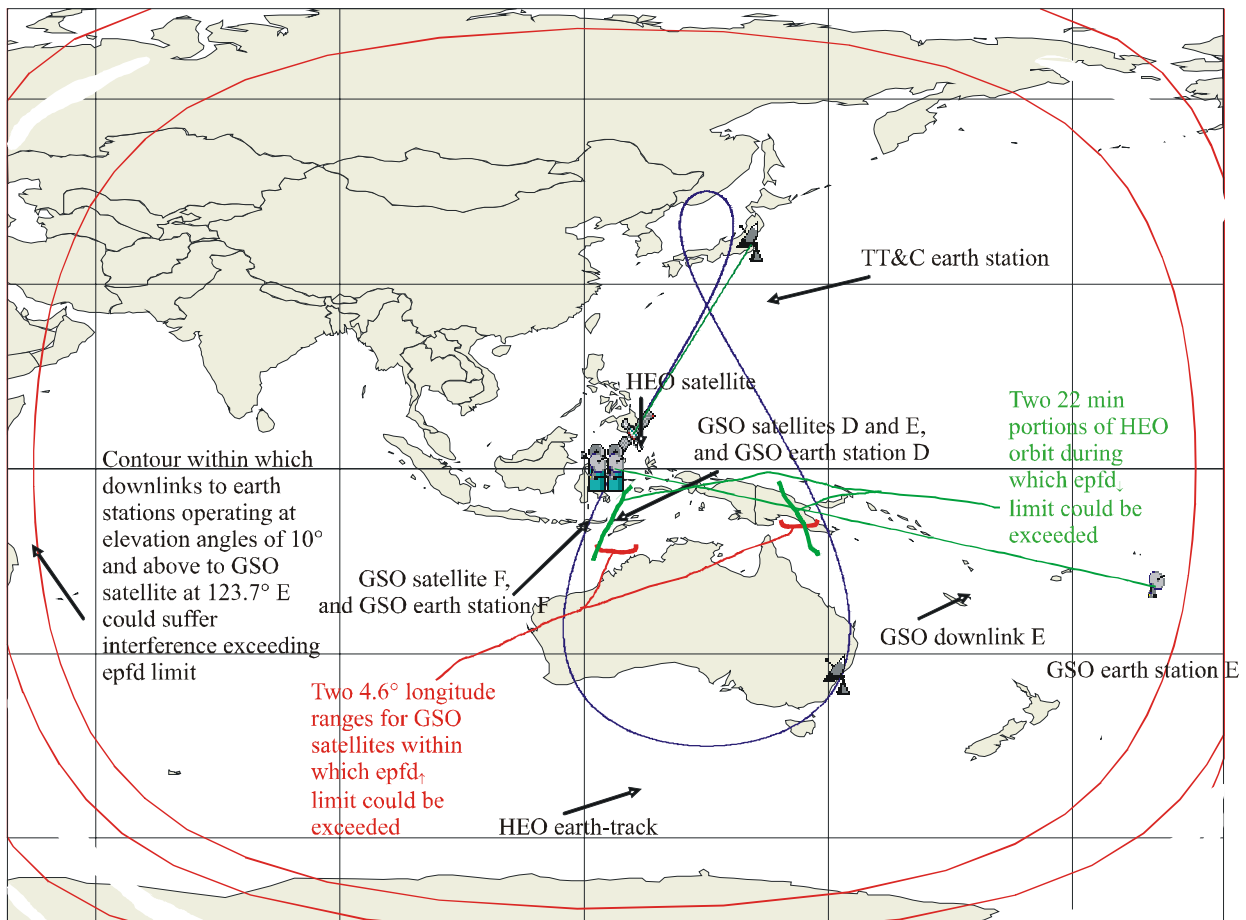 TT&C earth station
HEO satellite
GSO satellites D and E,
and GSO earth station D
Two 22 min
portions of HEO
orbit during
which epfd↓
limit could be
exceeded
Contour within which
downlinks to earth
stations operating at
elevation angles of 10°
and above to GSO
satellite at 123.7° E
could suffer
interference exceeding
epfd limit
GSO satellite F,
and GSO earth station F
GSO downlink E
GSO earth station E
Two 4.6° longitude
ranges for GSO
satellites within
which epfd↑
limit could be
exceeded
HEO earth-track